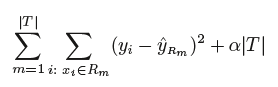 $$\sum_{m=1}^{|T|} \sum_{i:\ x_i \in R_m} (y_i - \hat{y}_{R_m})^2 + \alpha |T|$$